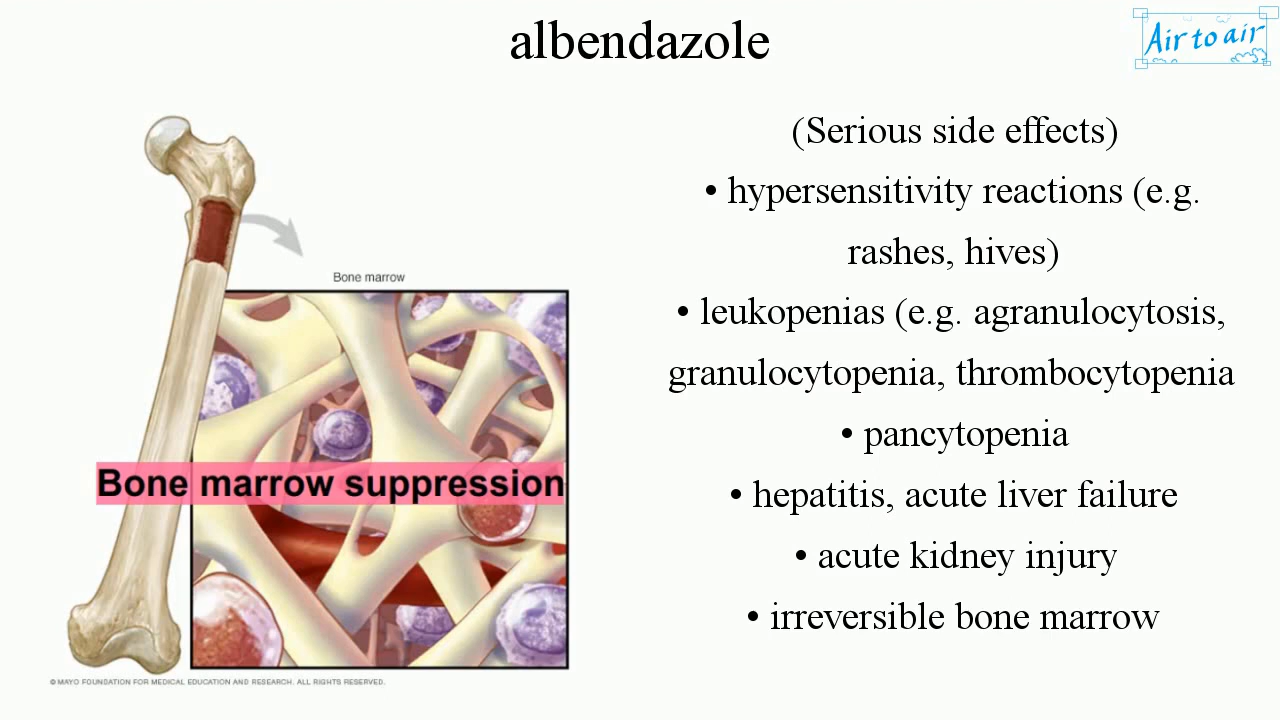 albendazole
Air to air
(Serious side effects)
• hypersensitivity reactions (e.g.
rashes, hives)
• leukopenias (e.g. agranulocytosis,
granulocytopenia, thrombocytopenia
• pancytopenia
• hepatitis, acute liver failure
• acute kidney injury
• irreversible bone marrow
Bone marrow
Bone marrow suppression
© MAYO FOUNDATION FOR MEDICAL EDUCATION AND RESEARCH. ALL RIGHTS RESERVED.